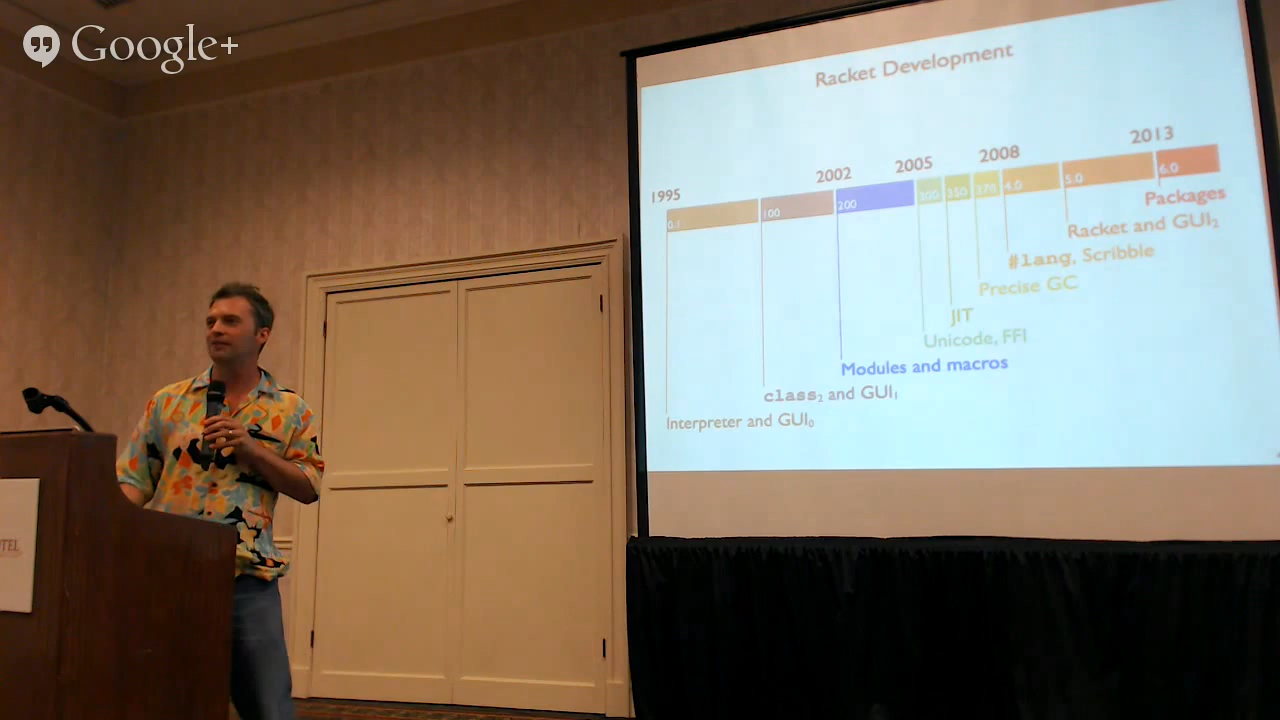 Google+
Racket Development
1995
2002
2005
2008
2013
0.5
100
200
300
350
370
4.0
5.0
6.0
Packages
Racket and GUI₂
#lang, Scribble
Precise GC
JIT
Unicode, FFI
Modules and macros
class₂ and GUI₁
Interpreter and GUI₀